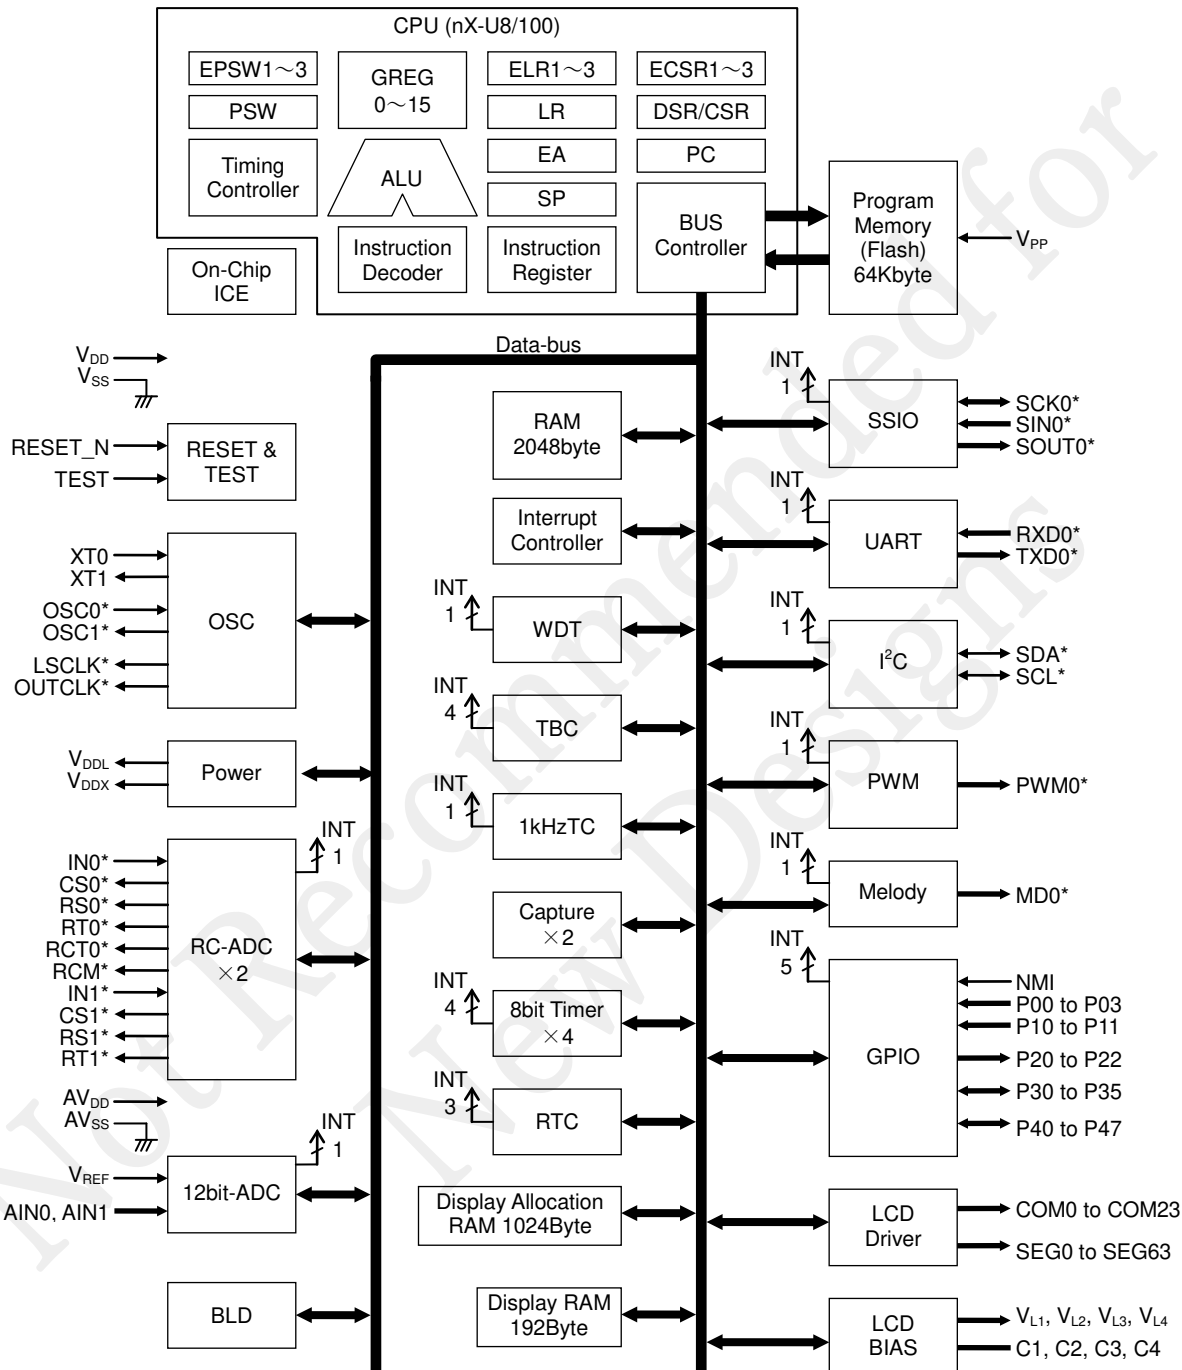 CPU (nX-U8/100)
EPSW1～3
GREG
0～15
ELR1～3
ECSR1～3
PSW
LR
DSR/CSR
Timing
Controller
ALU
EA
PC
SP
BUS
Controller
Instruction
Decoder
Instruction
Register
On-Chip
ICE
Program
Memory
(Flash)
64Kbyte
VPP
Data-bus
VDD
VSS
RESET_N
TEST
RESET &
TEST
XT0
XT1
OSC0*
OSC1*
LSCLK*
OUTCLK*
OSC
VDDL
VDDX
Power
INT
1
IN0*
CS0*
RS0*
RT0*
RCT0*
RCM*
IN1*
CS1*
RS1*
RT1*
RC-ADC
×2
AVDD
AVSS
INT
1
VREF
AIN0, AIN1
12bit-ADC
BLD
RAM
2048byte
Interrupt
Controller
INT
1
WDT
INT
4
TBC
INT
1
1kHzTC
Capture
×2
INT
4
8bit Timer
×4
INT
3
RTC
Display Allocation
RAM 1024Byte
Display RAM
192Byte
INT
1
SSIO
SCK0*
SIN0*
SOUT0*
INT
1
UART
RXD0*
TXD0*
INT
1
I²C
SDA*
SCL*
INT
1
PWM
PWM0*
INT
1
Melody
MD0*
INT
5
GPIO
NMI
P00 to P03
P10 to P11
P20 to P22
P30 to P35
P40 to P47
LCD
Driver
COM0 to COM23
SEG0 to SEG63
LCD
BIAS
VL1, VL2, VL3, VL4
C1, C2, C3, C4
Not Recommended for
New Designs